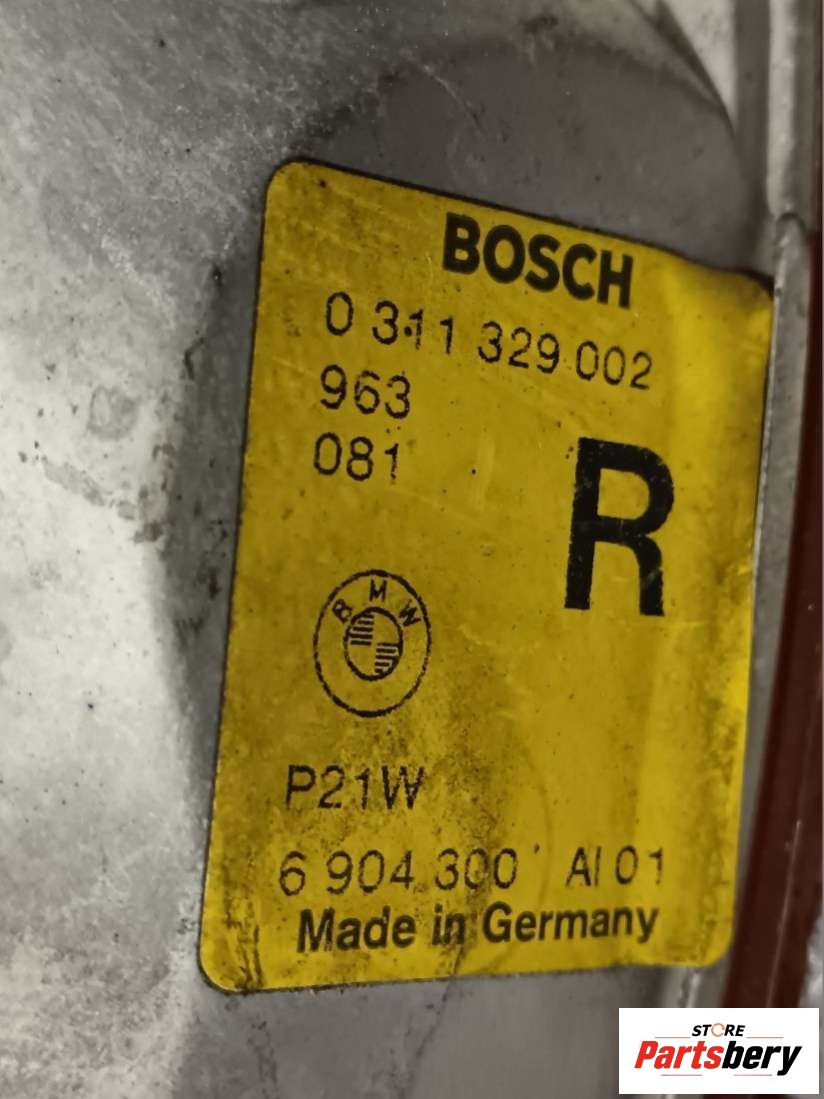 BOSCH
0 311 329 002
963
081
R
BMW
P21W
6 904 300 AI 01
Made in Germany
STORE
Partsbery